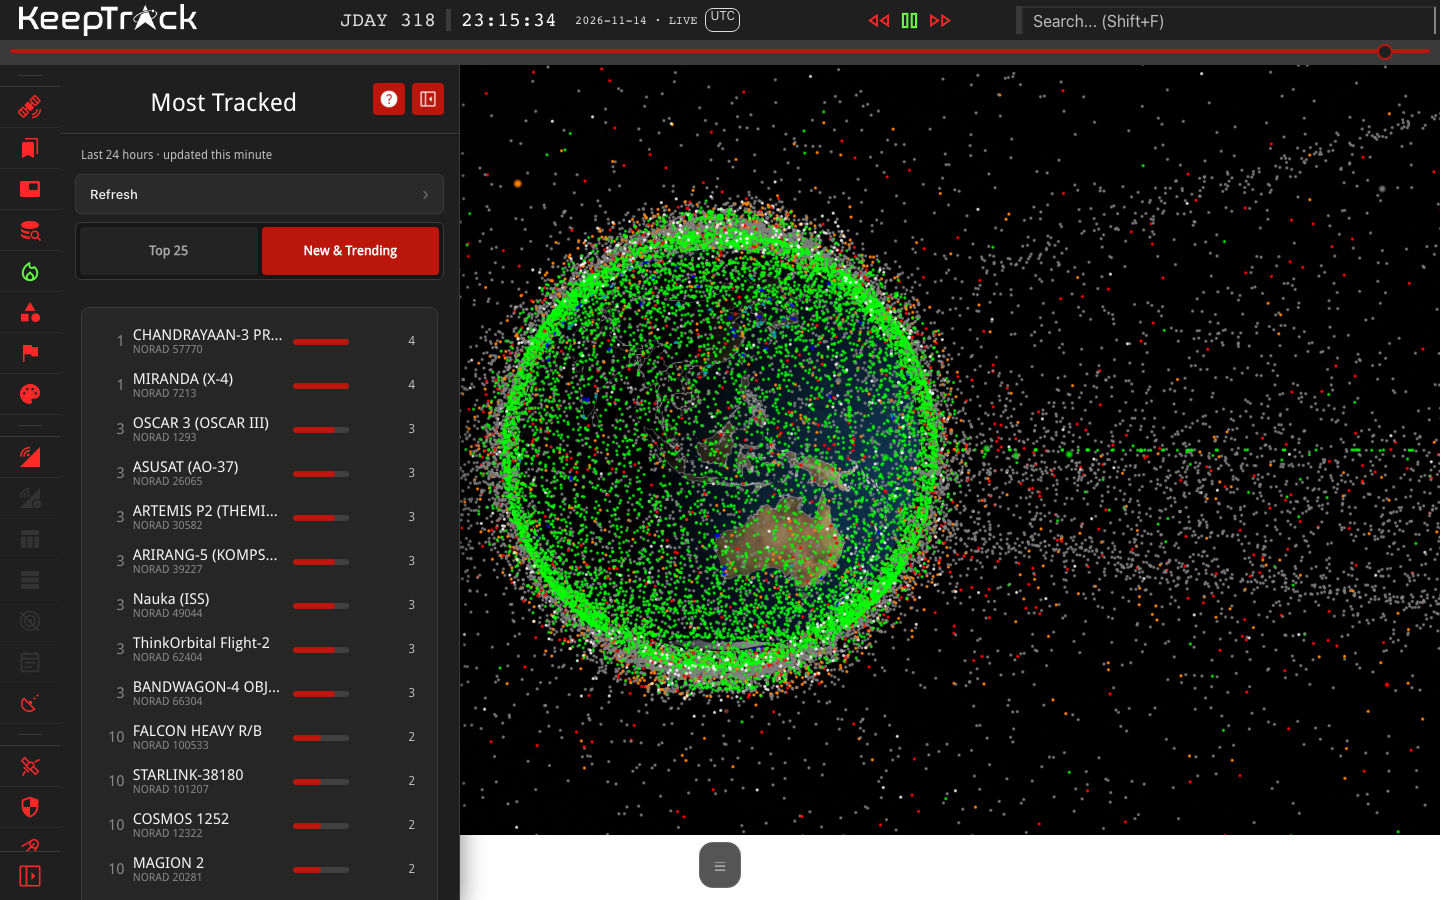 KeepTrack
JDAY 318
23:15:34
2026-11-14 · LIVE
UTC
Search... (Shift+F)
Most Tracked
Last 24 hours · updated this minute
Refresh
Top 25
New & Trending
1 CHANDRAYAAN-3 PR... 4
NORAD 57770
1 MIRANDA (X-4) 4
NORAD 7213
3 OSCAR 3 (OSCAR III) 3
NORAD 1293
3 ASUSAT (AO-37) 3
NORAD 26065
3 ARTEMIS P2 (THEMI... 3
NORAD 30582
3 ARIRANG-5 (KOMPS... 3
NORAD 39227
3 Nauka (ISS) 3
NORAD 49044
3 ThinkOrbital Flight-2 3
NORAD 62404
3 BANDWAGON-4 OBJ... 3
NORAD 66304
10 FALCON HEAVY R/B 2
NORAD 100533
10 STARLINK-38180 2
NORAD 101207
10 COSMOS 1252 2
NORAD 12322
10 MAGION 2 2
NORAD 20281